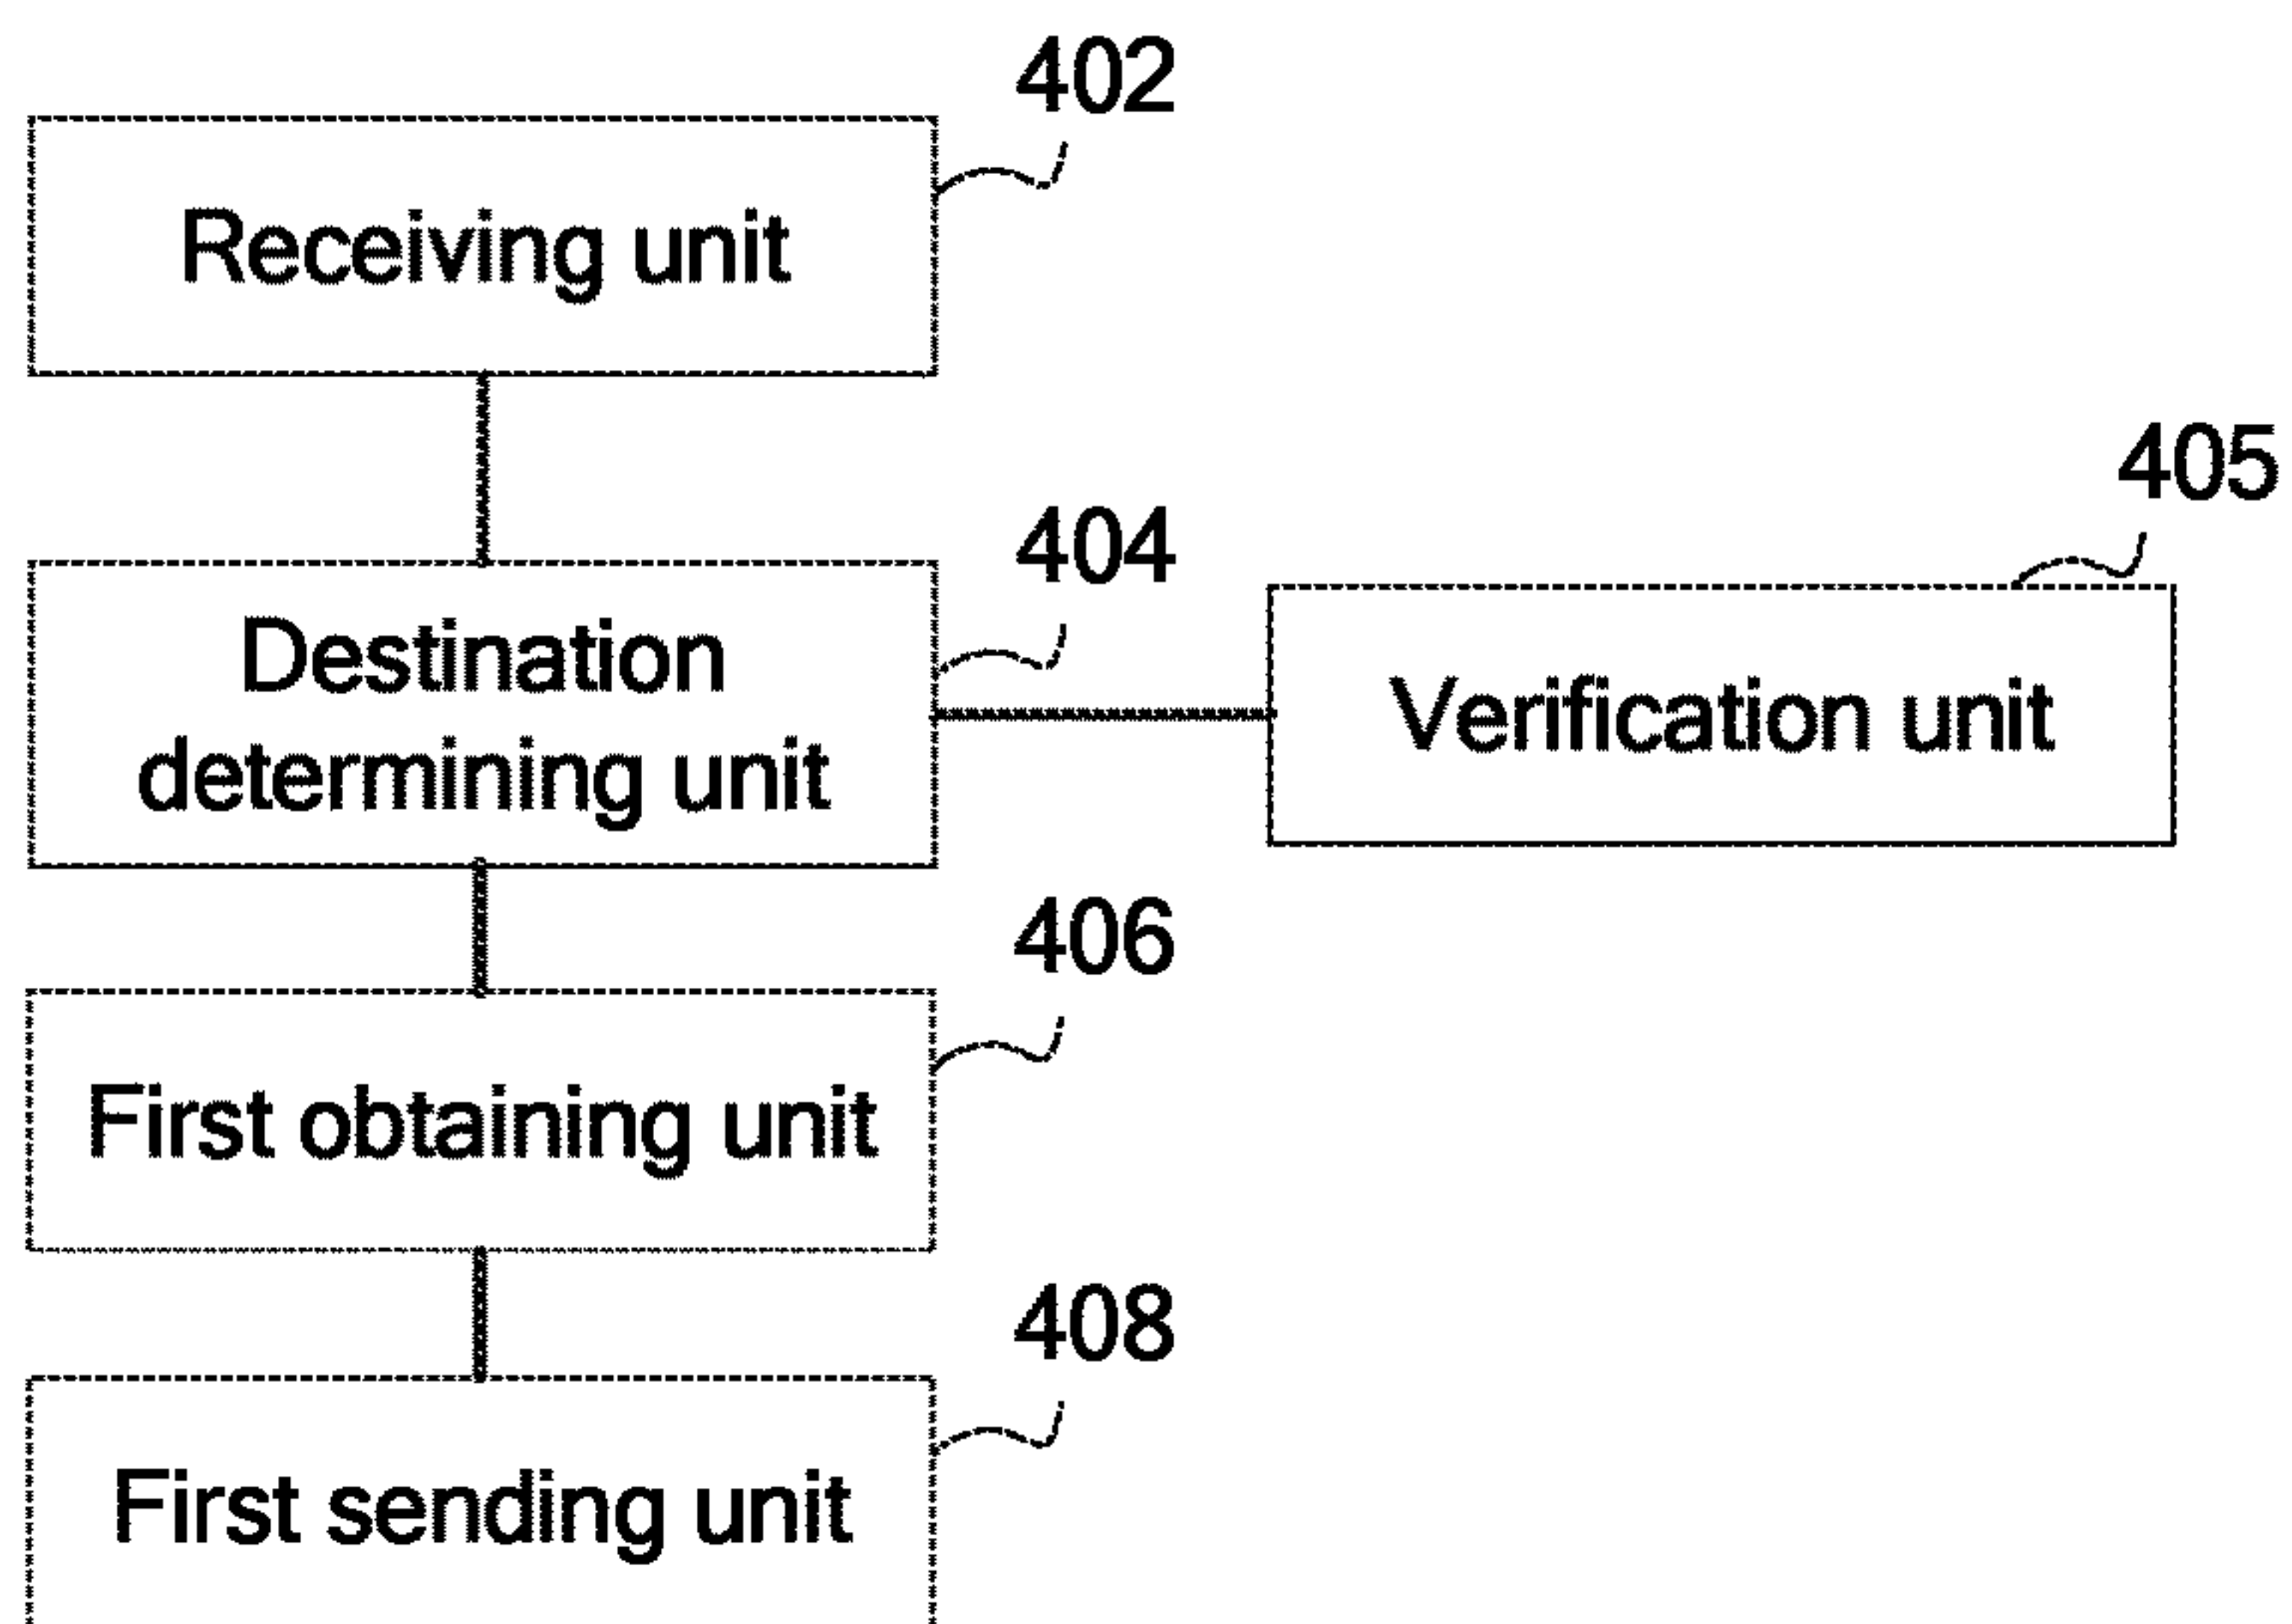 402
Receiving unit
405
404
Destination
determining unit
Verification unit
406
First obtaining unit
408
First sending unit